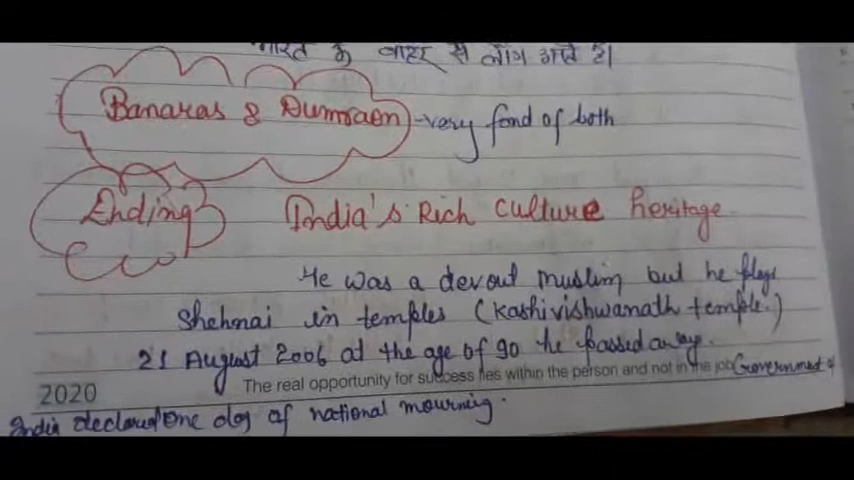 भारत के बाहर से लोग आते है।
Banaras & Dumraon - very fond of both
Ending India's Rich culture heritage
He was a devout muslim but he plays
Shehnai in temples (kashivishwanath temple.)
21 August 2006 at the age of 90 he passed away.
2020 The real opportunity for success lies within the person and not in the job Government of
India declared one day of national mourning.